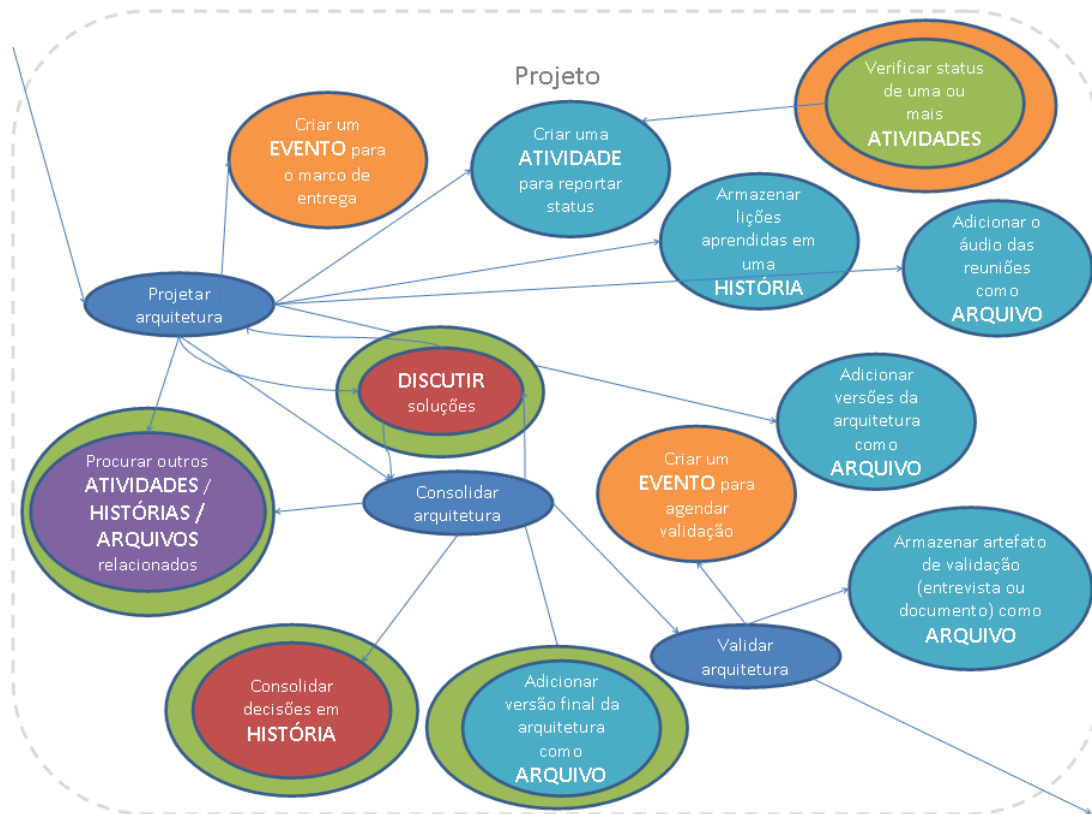 Projeto
Verificar status
de uma ou
mais
ATIVIDADES
Criar um
EVENTO para
o marco de
entrega
Criar uma
ATIVIDADE
para reportar
status
Armazenar
lições
aprendidas em
uma
HISTÓRIA
Adicionar o
áudio das
reuniões
como
ARQUIVO
Projetar
arquitetura
DISCUTIR
soluções
Adicionar
versões da
arquitetura
como
ARQUIVO
Procurar outros
ATIVIDADES /
HISTÓRIAS /
ARQUIVOS
relacionados
Consolidar
arquitetura
Criar um
EVENTO para
agendar
validação
Armazenar artefato
de validação
(entrevista ou
documento) como
ARQUIVO
Validar
arquitetura
Consolidar
decisões em
HISTÓRIA
Adicionar
versão final da
arquitetura
como
ARQUIVO